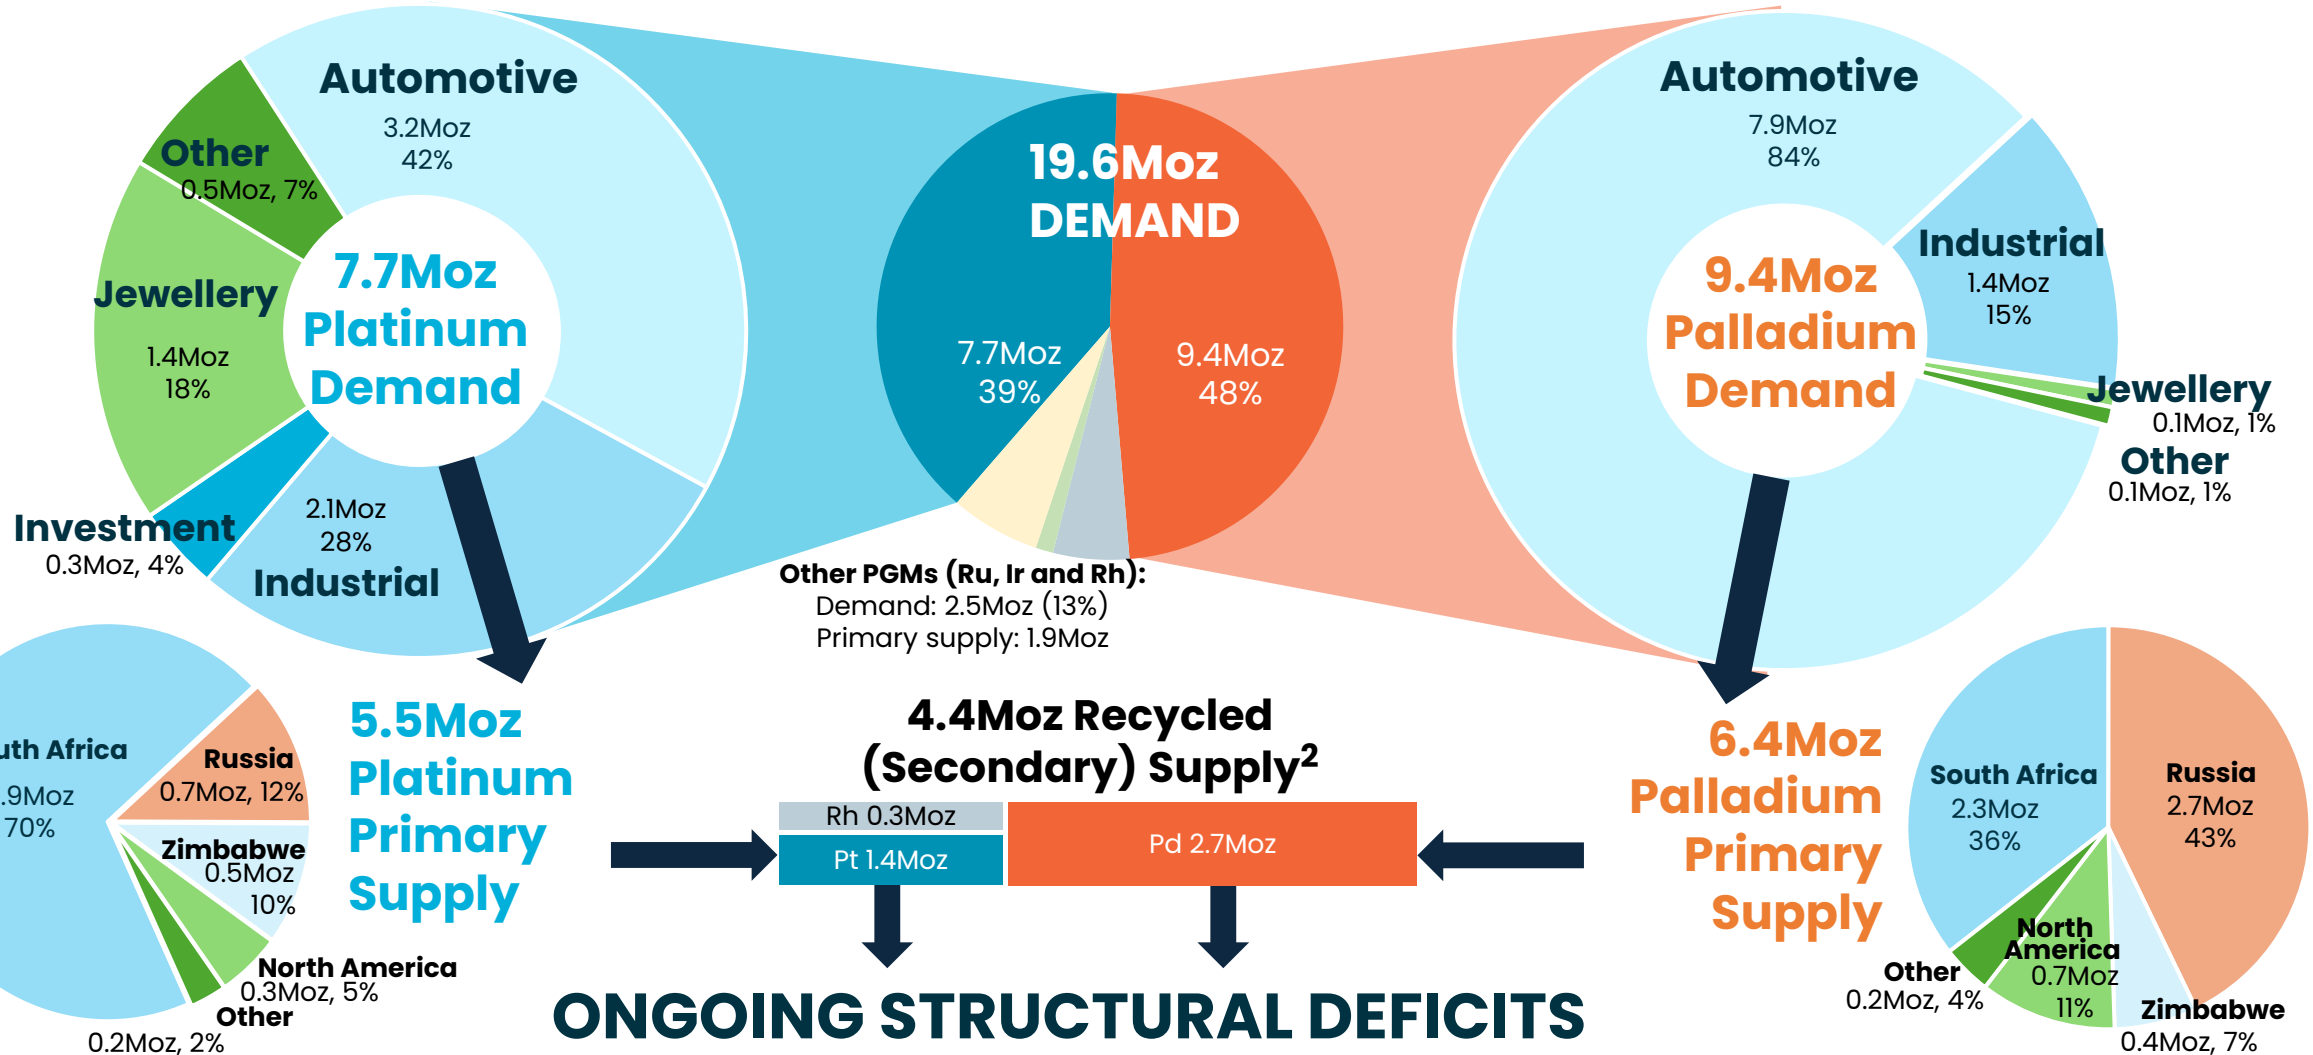 Automotive
3.2Moz
42%
Other
0.5Moz, 7%
Jewellery
1.4Moz
18%
Investment
0.3Moz, 4%
2.1Moz
28%
Industrial
7.7Moz
Platinum
Demand
19.6Moz
DEMAND
7.7Moz
39%
9.4Moz
48%
Other PGMs (Ru, Ir and Rh):
Demand: 2.5Moz (13%)
Primary supply: 1.9Moz
Automotive
7.9Moz
84%
Industrial
1.4Moz
15%
Jewellery
0.1Moz, 1%
Other
0.1Moz, 1%
9.4Moz
Palladium
Demand
uth Africa
.9Moz
70%
Russia
0.7Moz, 12%
Zimbabwe
0.5Moz
10%
North America
0.3Moz, 5%
Other
0.2Moz, 2%
5.5Moz
Platinum
Primary
Supply
4.4Moz Recycled
(Secondary) Supply²
Rh 0.3Moz
Pt 1.4Moz
Pd 2.7Moz
6.4Moz
Palladium
Primary
Supply
South Africa
2.3Moz
36%
Russia
2.7Moz
43%
North
America
0.7Moz
11%
Other
0.2Moz, 4%
Zimbabwe
0.4Moz, 7%
ONGOING STRUCTURAL DEFICITS